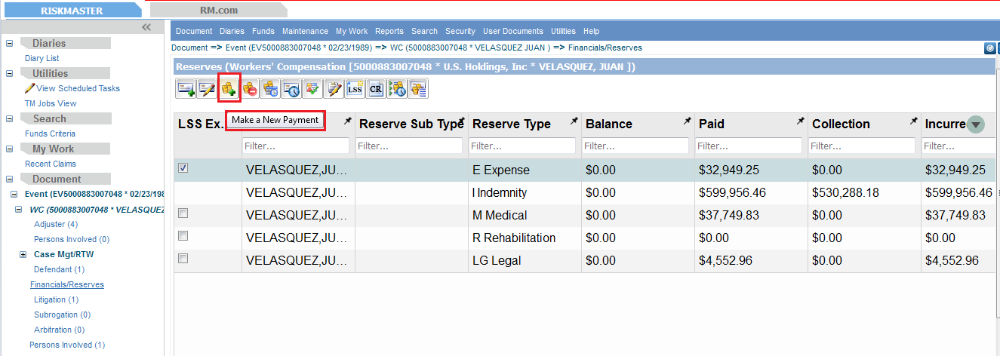 RISKMASTER
RM.com
Diaries
Diary List
Utilities
View Scheduled Tasks
TM Jobs View
Search
Funds Criteria
My Work
Recent Claims
Document
Event (EV5000883007048 * 02/23/198
WC (5000883007048 * VELASQUEZ
Adjuster (4)
Persons Involved (0)
Case Mgt/RTW
Defendant (1)
Financials/Reserves
Litigation (1)
Subrogation (0)
Arbitration (0)
Persons Involved (1)
Document Diaries Funds Maintenance My Work Reports Search Security User Documents Utilities Help
Document => Event (EV5000883007048 * 02/23/1989) => WC (5000883007048 * VELASQUEZ JUAN ) => Financials/Reserves
Reserves (Workers' Compensation [5000883007048 * U.S. Holdings, Inc * VELASQUEZ, JUAN ])
LSS CR
Make a New Payment
LSS Ex. Reserve Sub Type Reserve Type Balance Paid Collection Incurre
Filter... Filter... Filter... Filter... Filter... Filter... Filter...
VELASQUEZ,JU... E Expense $0.00 $32,949.25 $0.00 $32,949.25
VELASQUEZ,JU... I Indemnity $0.00 $599,956.46 $530,288.18 $599,956.46
VELASQUEZ,JU... M Medical $0.00 $37,749.83 $0.00 $37,749.83
VELASQUEZ,JU... R Rehabilitation $0.00 $0.00 $0.00 $0.00
VELASQUEZ,JU... LG Legal $0.00 $4,552.96 $0.00 $4,552.96